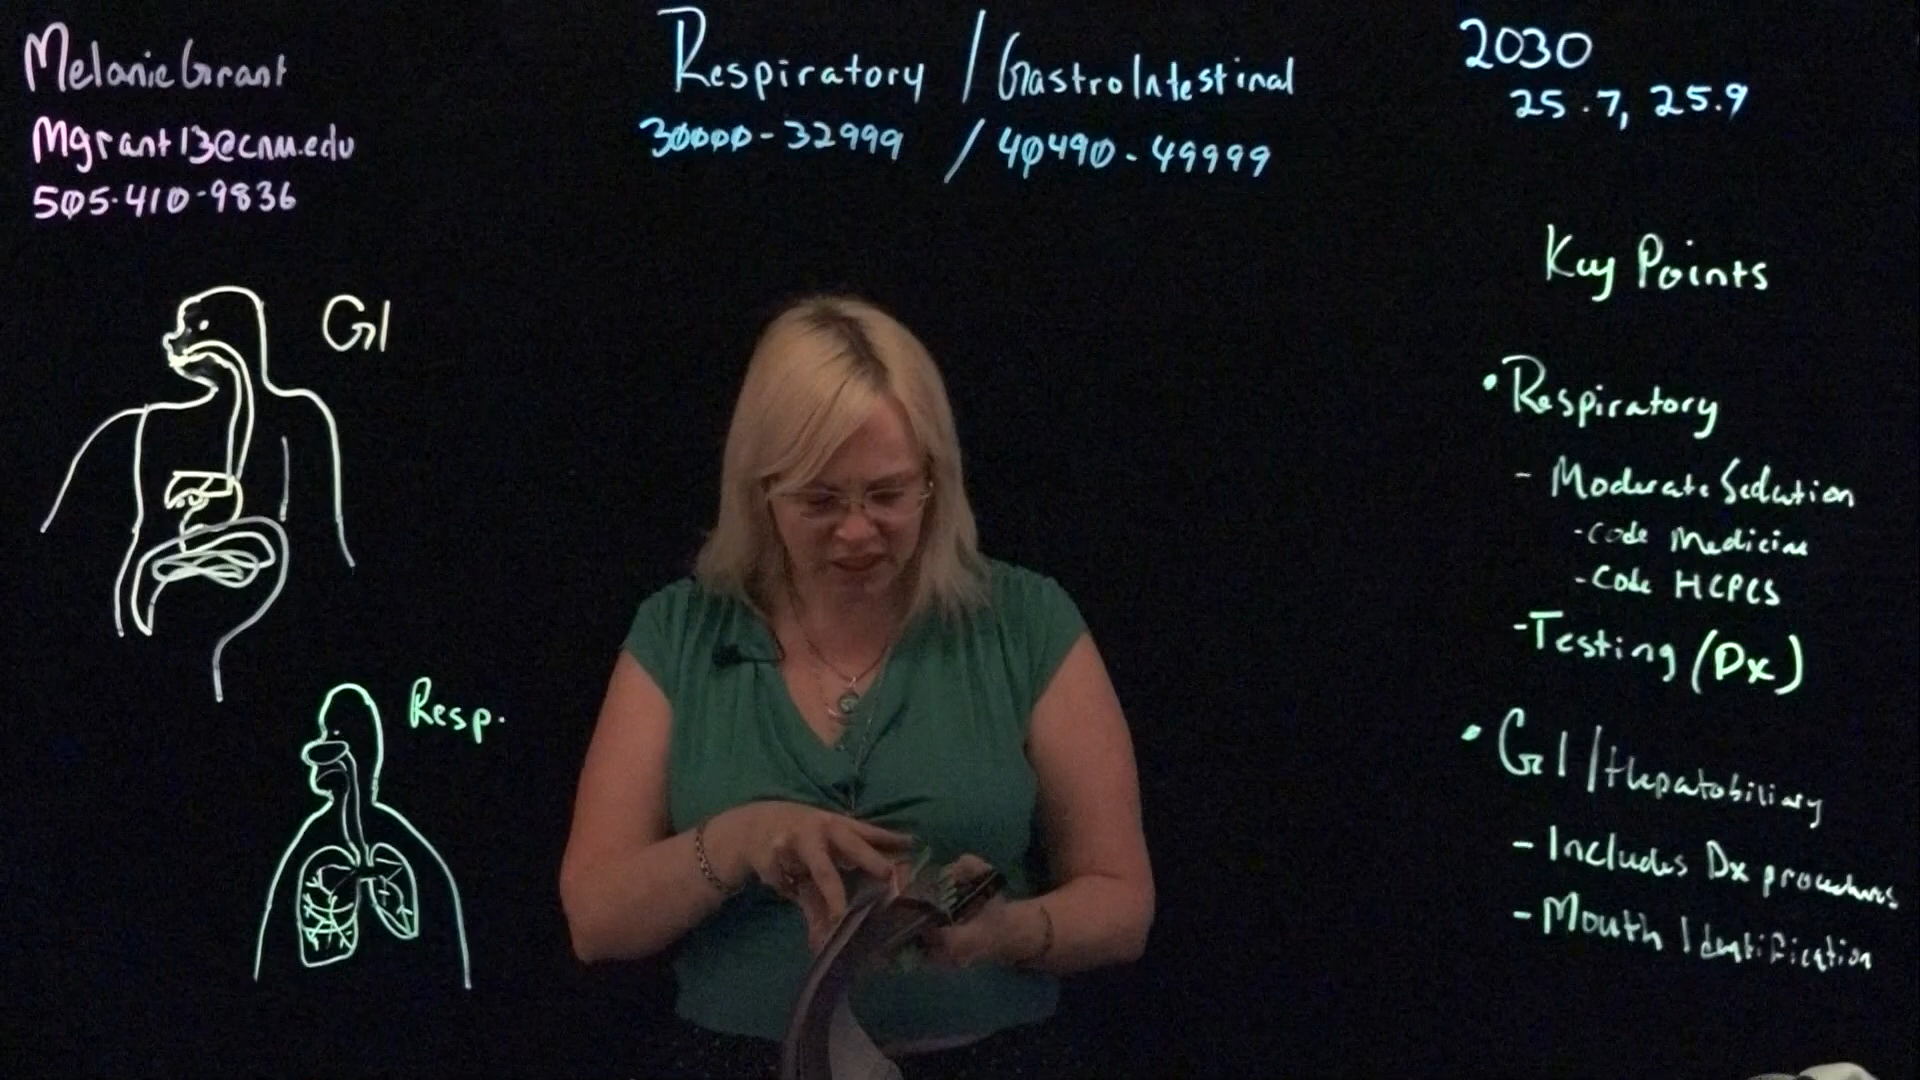 Melanie Grant
Mgrant13@cnm.edu
505.410.9836
Respiratory / GastroIntestinal
30000-32999 / 40490-49999
2030
25.7, 25.9
GI
Resp.
Key Points
• Respiratory
- Moderate Sedation
- Code Medicine
- Code HCPCS
- Testing (Dx)
• GI / Hepatobiliary
- Includes Dx procedures
- Mouth Identification